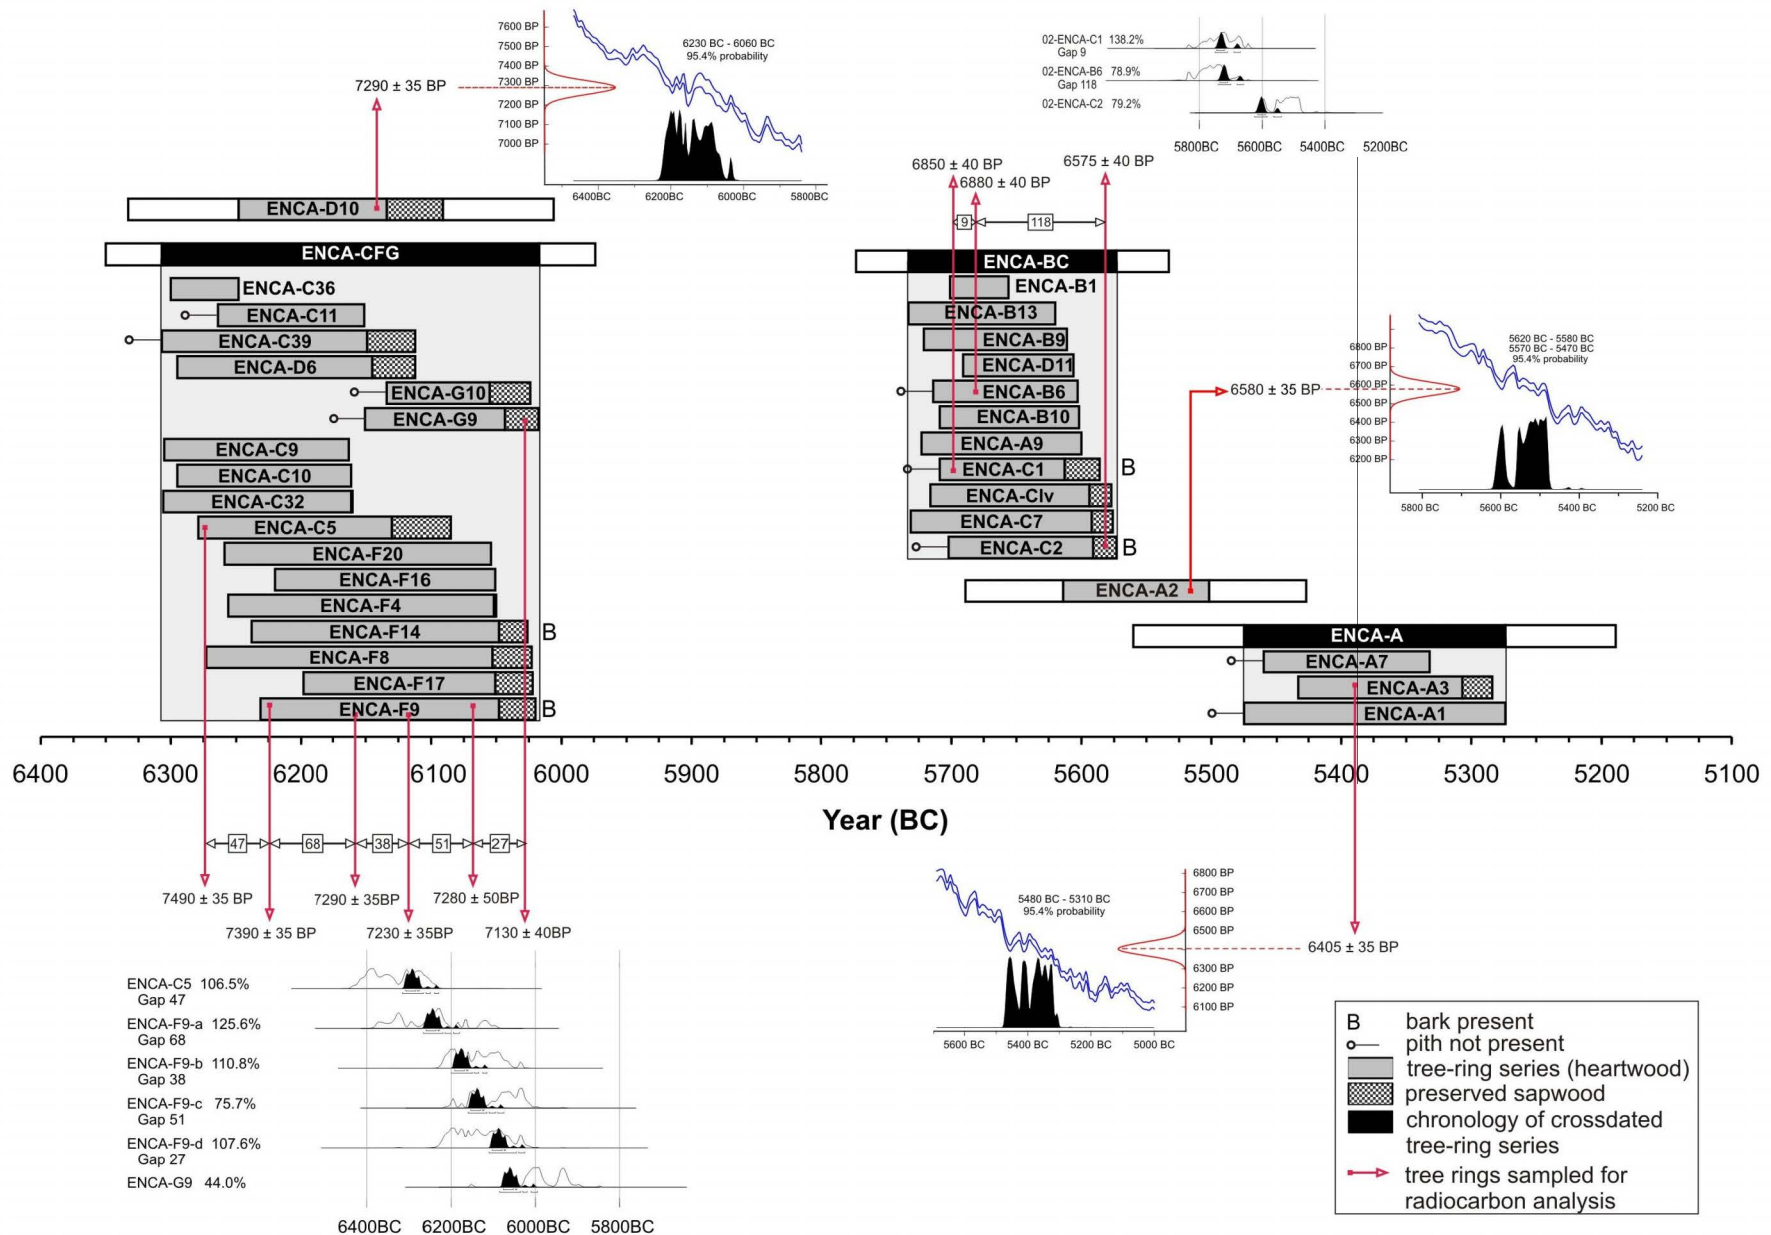 7600 BP
7500 BP
7400 BP
7300 BP
7200 BP
7100 BP
7000 BP
6230 BC - 6060 BC
95.4% probability
6400BC 6200BC 6000BC 5800BC
7290 ± 35 BP
02-ENCA-C1 138.2%
Gap 9
02-ENCA-B6 78.9%
Gap 118
02-ENCA-C2 79.2%
5800BC 5600BC 5400BC 5200BC
6850 ± 40 BP
6880 ± 40 BP
6575 ± 40 BP
9 118
ENCA-D10
ENCA-CFG
ENCA-C36
ENCA-C11
ENCA-C39
ENCA-D6
ENCA-G10
ENCA-G9
ENCA-C9
ENCA-C10
ENCA-C32
ENCA-C5
ENCA-F20
ENCA-F16
ENCA-F4
ENCA-F14 B
ENCA-F8
ENCA-F17
ENCA-F9 B
ENCA-BC
ENCA-B1
ENCA-B13
ENCA-B9
ENCA-D11
ENCA-B6
ENCA-B10
ENCA-A9
ENCA-C1 B
ENCA-Clv
ENCA-C7
ENCA-C2 B
ENCA-A2
6580 ± 35 BP
6800 BP
6700 BP
6600 BP
6500 BP
6400 BP
6300 BP
6200 BP
5620 BC - 5580 BC
5570 BC - 5470 BC
95.4% probability
5800 BC 5600 BC 5400 BC 5200 BC
ENCA-A
ENCA-A7
ENCA-A3
ENCA-A1
6400 6300 6200 6100 6000 5900 5800 5700 5600 5500 5400 5300 5200 5100
Year (BC)
47 68 38 51 27
7490 ± 35 BP
7290 ± 35BP
7280 ± 50BP
7390 ± 35 BP
7230 ± 35BP
7130 ± 40BP
ENCA-C5 106.5%
Gap 47
ENCA-F9-a 125.6%
Gap 68
ENCA-F9-b 110.8%
Gap 38
ENCA-F9-c 75.7%
Gap 51
ENCA-F9-d 107.6%
Gap 27
ENCA-G9 44.0%
6400BC 6200BC 6000BC 5800BC
5480 BC - 5310 BC
95.4% probability
6800 BP
6700 BP
6600 BP
6500 BP
6300 BP
6200 BP
6100 BP
5600 BC 5400 BC 5200 BC 5000 BC
6405 ± 35 BP
B bark present
pith not present
tree-ring series (heartwood)
preserved sapwood
chronology of crossdated
tree-ring series
tree rings sampled for
radiocarbon analysis